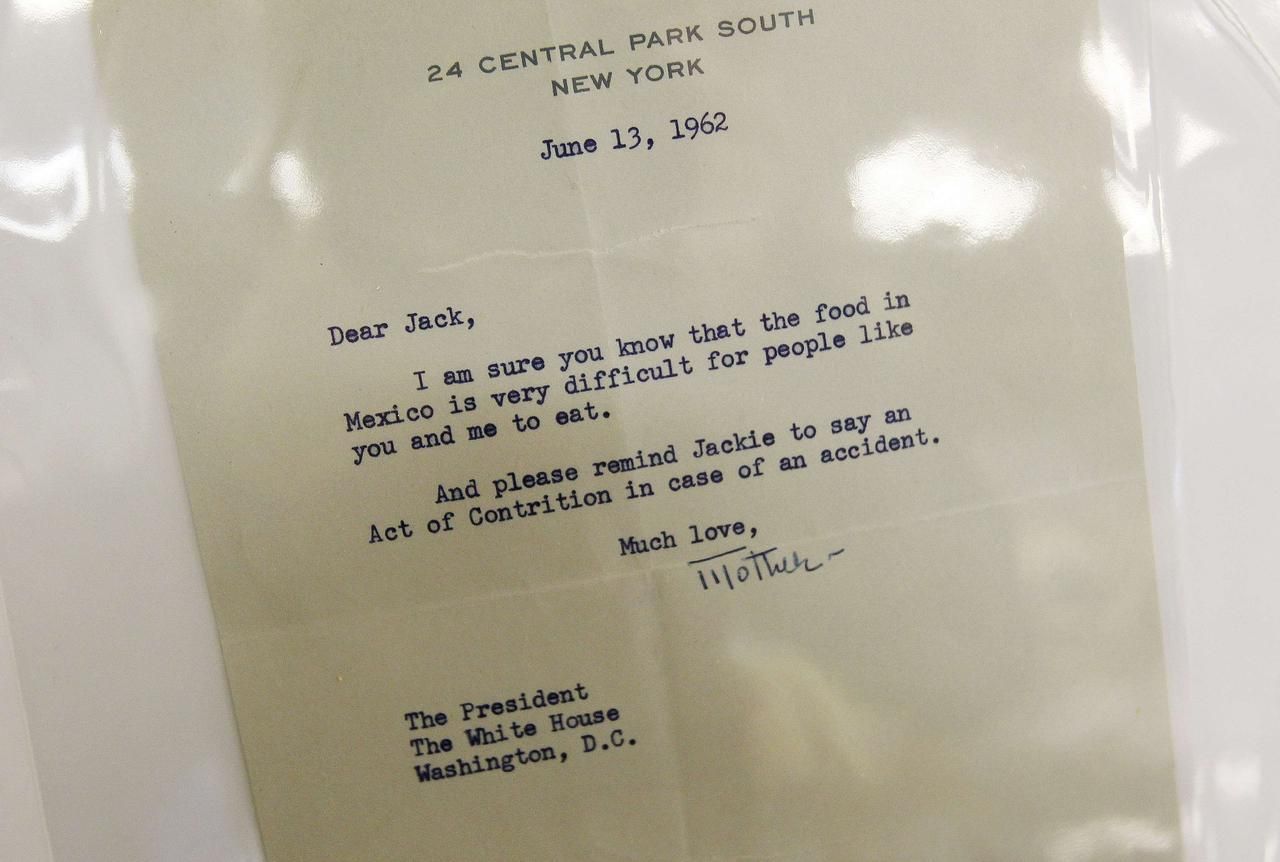 24 CENTRAL PARK SOUTH
NEW YORK
June 13, 1962
Dear Jack,
I am sure you know that the food in
Mexico is very difficult for people like
you and me to eat.
And please remind Jackie to say an
Act of Contrition in case of an accident.
Much love,
Mother
The President
The White House
Washington, D.C.